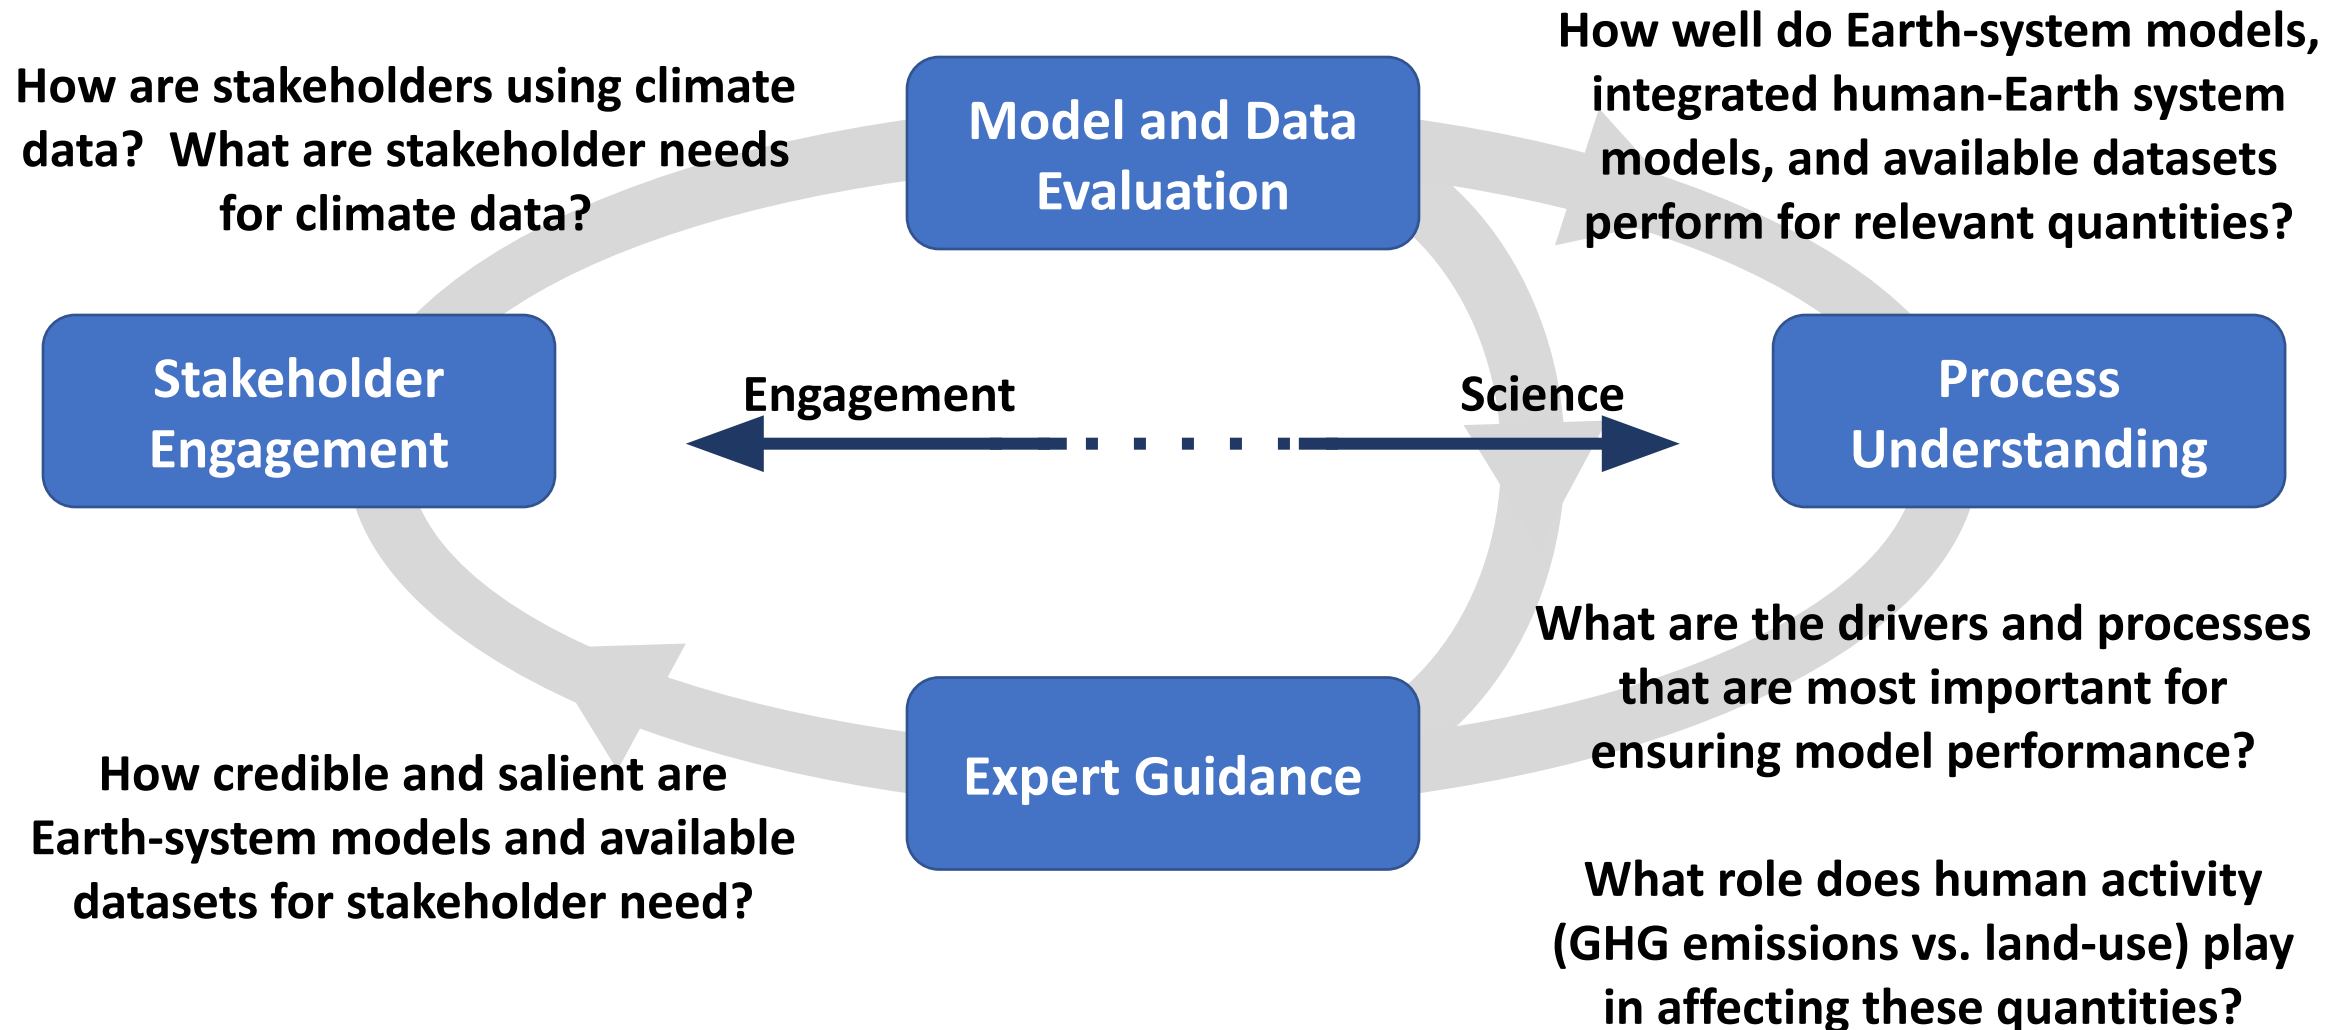 How are stakeholders using climate
data?  What are stakeholder needs
for climate data?
Model and Data
Evaluation
How well do Earth-system models,
integrated human-Earth system
models, and available datasets
perform for relevant quantities?
Stakeholder
Engagement
Engagement
Science
Process
Understanding
How credible and salient are
Earth-system models and available
datasets for stakeholder need?
Expert Guidance
What are the drivers and processes
that are most important for
ensuring model performance?
What role does human activity
(GHG emissions vs. land-use) play
in affecting these quantities?